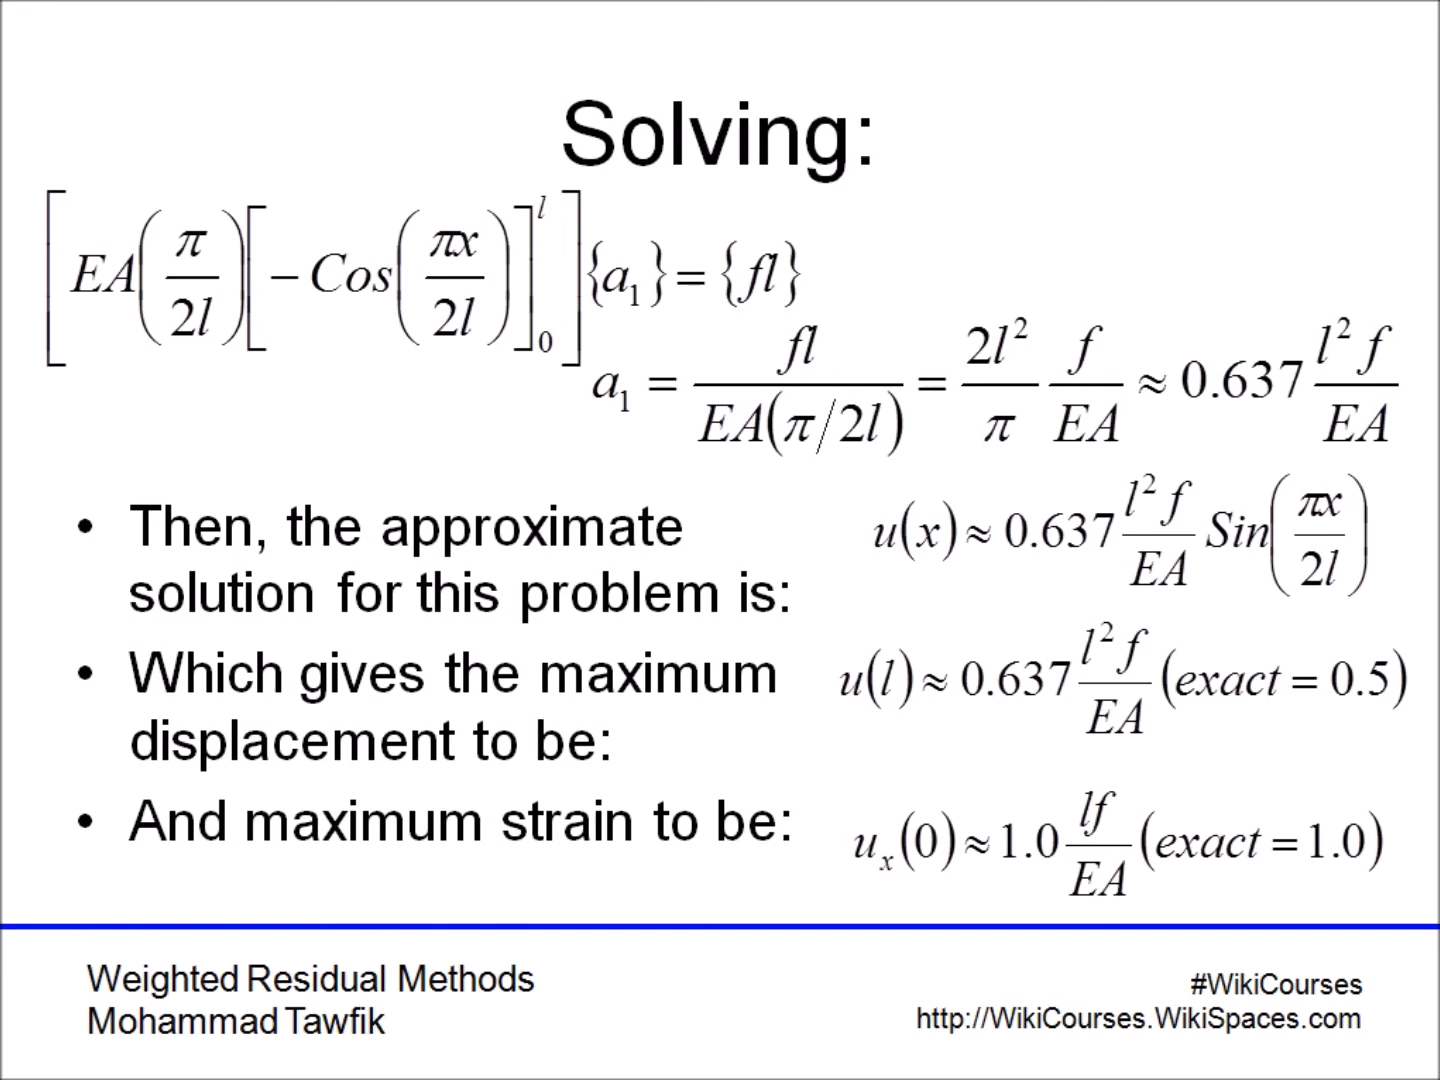 Solving:
[EA(π/2l)[−Cos(πx/2l)]₀ˡ]{a₁} = {fl}
a₁ = fl/EA(π/2l) = 2l²/π f/EA ≈ 0.637 l²f/EA
• Then, the approximate
solution for this problem is:
u(x) ≈ 0.637 l²f/EA Sin(πx/2l)
• Which gives the maximum
displacement to be:
u(l) ≈ 0.637 l²f/EA (exact = 0.5)
• And maximum strain to be:
uₓ(0) ≈ 1.0 lf/EA (exact = 1.0)
Weighted Residual Methods
Mohammad Tawfik
#WikiCourses
http://WikiCourses.WikiSpaces.com